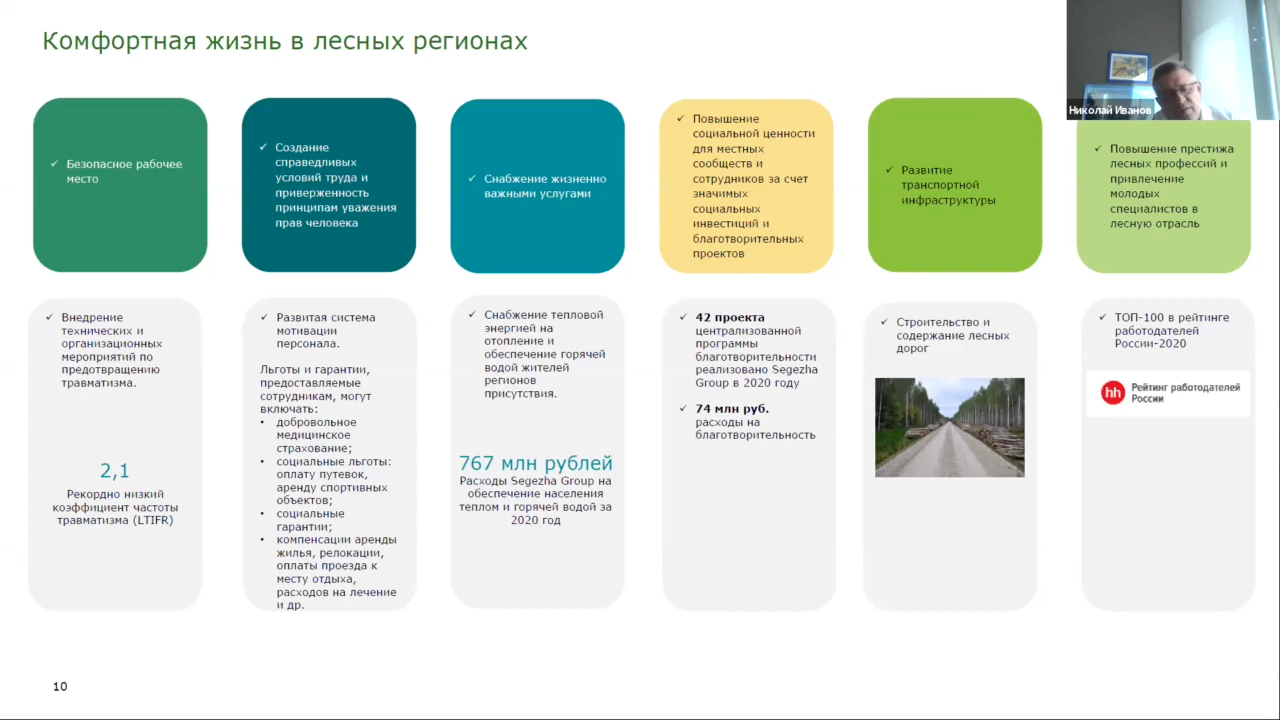 Комфортная жизнь в лесных регионах
Николай Иванов
Безопасное рабочее
место
Создание
справедливых
условий труда и
приверженность
принципам уважения
прав человека
Снабжение жизненно
важными услугами
Повышение
социальной ценности
для местных
сообществ и
сотрудников за счет
значимых
социальных
инвестиций и
благотворительных
проектов
Развитие
транспортной
инфраструктуры
Повышение престижа
лесных профессий и
привлечение
молодых
специалистов в
лесную отрасль
Внедрение
технических и
организационных
мероприятий по
предотвращению
травматизма.
2,1
Рекордно низкий
коэффициент частоты
травматизма (LTIFR)
Развитая система
мотивации
персонала.
Льготы и гарантии,
предоставляемые
сотрудникам, могут
включать:
• добровольное
медицинское
страхование;
• социальные льготы:
оплату путевок,
аренду спортивных
объектов;
• социальные
гарантии;
• компенсации аренды
жилья, релокации,
оплаты проезда к
месту отдыха,
расходов на лечение
и др.
Снабжение тепловой
энергией на
отопление и
обеспечение горячей
водой жителей
регионов
присутствия.
767 млн рублей
Расходы Segezha Group на
обеспечение населения
теплом и горячей водой за
2020 год
42 проекта
централизованной
программы
благотворительности
реализовано Segezha
Group в 2020 году
74 млн руб.
расходы на
благотворительность
Строительство и
содержание лесных
дорог
ТОП-100 в рейтинге
работодателей
России-2020
hh Рейтинг работодателей
России
10